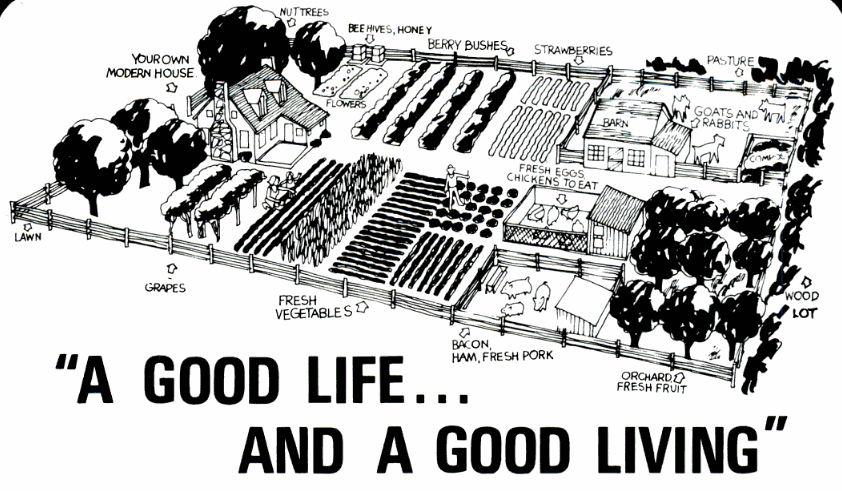 NUT TREES
BEE HIVES, HONEY
BERRY BUSHES
STRAWBERRIES
PASTURE
YOUR OWN
MODERN HOUSE
FLOWERS
BARN
GOATS AND
RABBITS
COMPOST
FRESH EGGS
CHICKENS TO EAT
LAWN
GRAPES
FRESH
VEGETABLES
WOOD
LOT
BACON,
HAM, FRESH PORK
ORCHARD,
FRESH FRUIT
"A GOOD LIFE...
AND A GOOD LIVING"